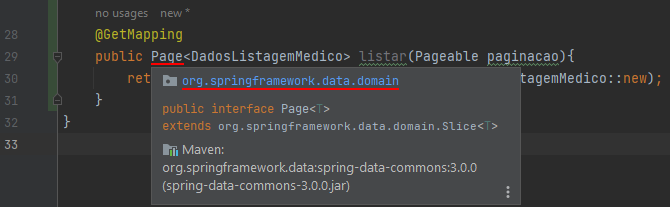 no usages   new *
28 @GetMapping
29 public Page<DadosListagemMedico> listar(Pageable paginacao){
30 ret tagemMedico::new);
org.springframework.data.domain
31 }
public interface Page<T>
32 }
extends org.springframework.data.domain.Slice<T>
33
Maven:
org.springframework.data:spring-data-commons:3.0.0
(spring-data-commons-3.0.0.jar)